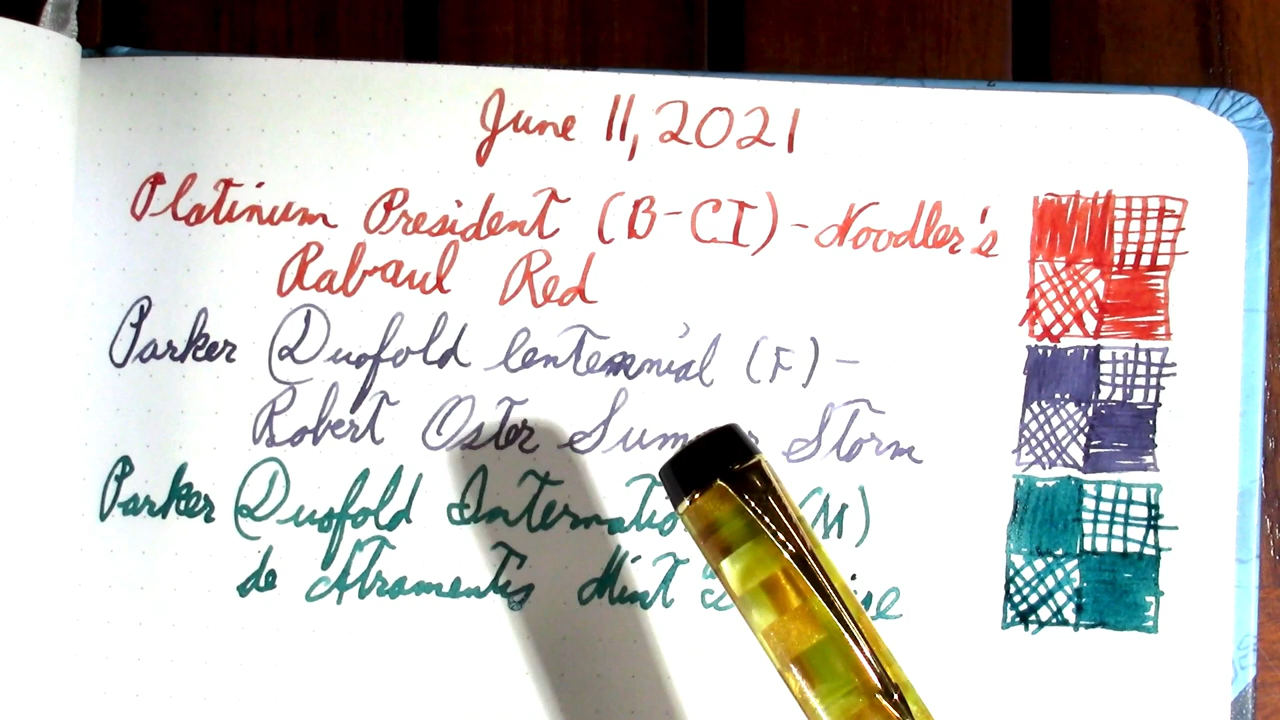 June 11, 2021
Platinum President (B-CI) - Noodler's
Rabaul Red
Parker Duofold Centennial (F) -
Robert Oster Storm
Parker Duofold (M)
de Atramentis Mint